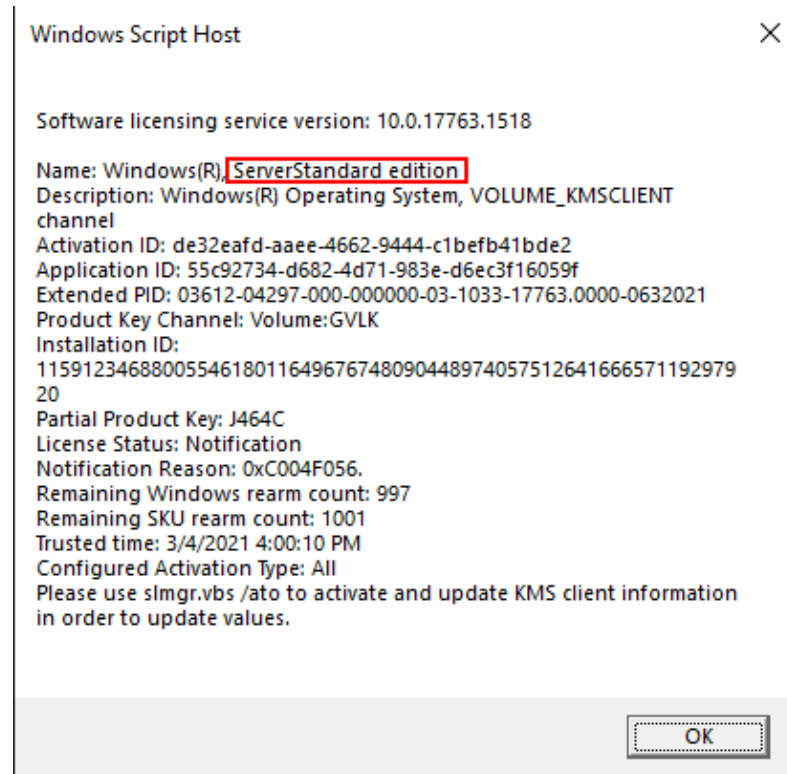 Windows Script Host
Software licensing service version: 10.0.17763.1518
Name: Windows(R), ServerStandard edition
Description: Windows(R) Operating System, VOLUME_KMSCLIENT
channel
Activation ID: de32eafd-aaee-4662-9444-c1befb41bde2
Application ID: 55c92734-d682-4d71-983e-d6ec3f16059f
Extended PID: 03612-04297-000-000000-03-1033-17763.0000-0632021
Product Key Channel: Volume:GVLK
Installation ID:
1159123468800554618011649676748090448974057512641666571192979
20
Partial Product Key: J464C
License Status: Notification
Notification Reason: 0xC004F056.
Remaining Windows rearm count: 997
Remaining SKU rearm count: 1001
Trusted time: 3/4/2021 4:00:10 PM
Configured Activation Type: All
Please use slmgr.vbs /ato to activate and update KMS client information
in order to update values.
OK